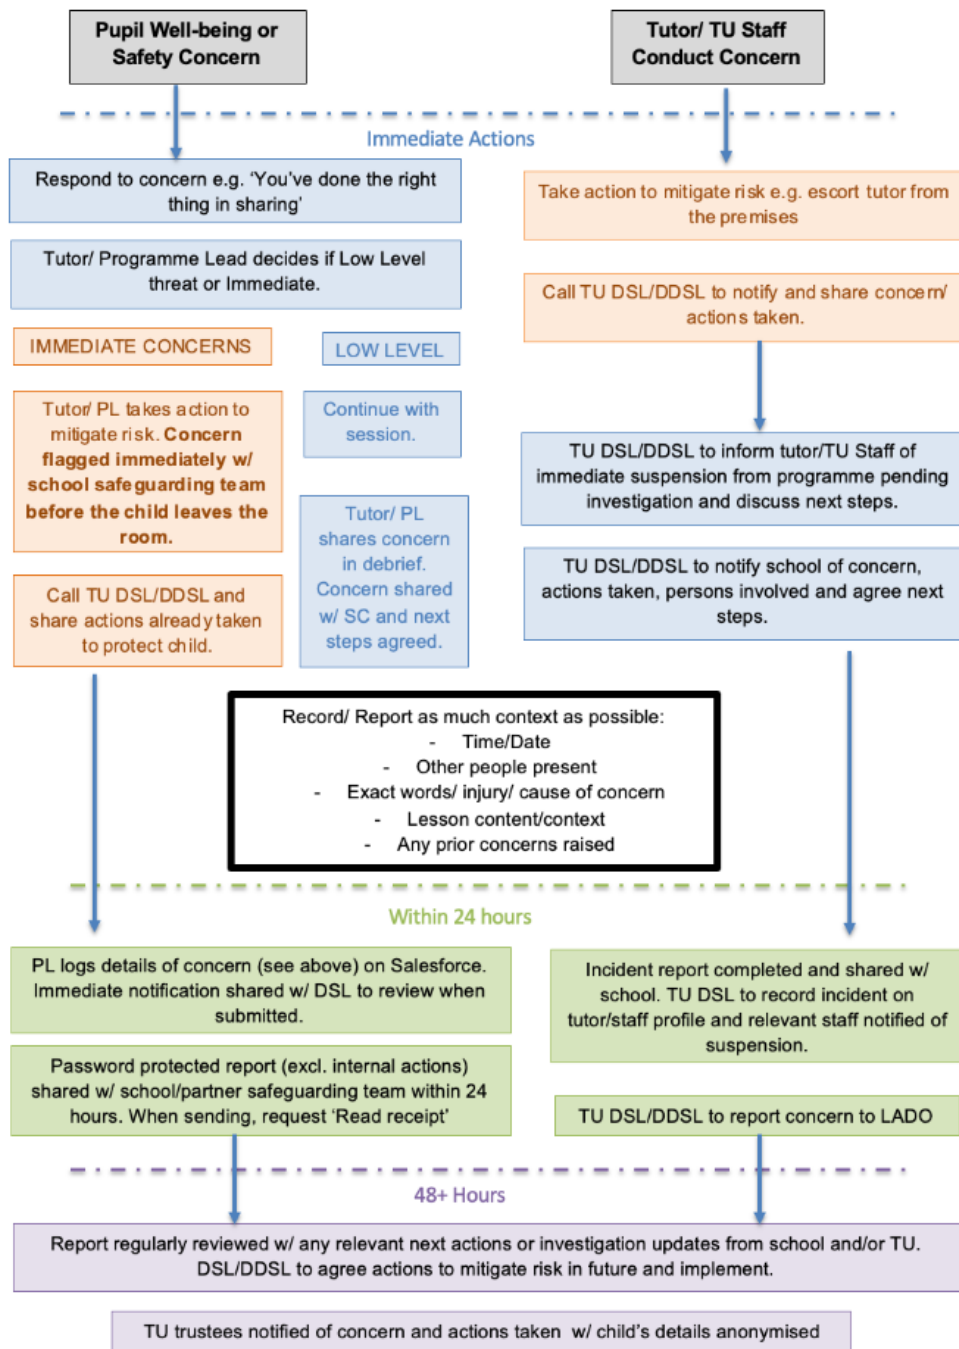 Pupil Well-being or
Safety Concern
Tutor/ TU Staff
Conduct Concern
Immediate Actions
Respond to concern e.g. ‘You’ve done the right
thing in sharing’
Tutor/ Programme Lead decides if Low Level
threat or Immediate.
IMMEDIATE CONCERNS
LOW LEVEL
Tutor/ PL takes action to
mitigate risk. Concern
flagged immediately w/
school safeguarding team
before the child leaves the
room.
Continue with
session.
Call TU DSL/DDSL and
share actions already taken
to protect child.
Tutor/ PL
shares concern
in debrief.
Concern shared
w/ SC and next
steps agreed.
Take action to mitigate risk e.g. escort tutor from
the premises
Call TU DSL/DDSL to notify and share concern/
actions taken.
TU DSL/DDSL to inform tutor/TU Staff of
immediate suspension from programme pending
investigation and discuss next steps.
TU DSL/DDSL to notify school of concern,
actions taken, persons involved and agree next
steps.
Record/ Report as much context as possible:
- Time/Date
- Other people present
- Exact words/ injury/ cause of concern
- Lesson content/context
- Any prior concerns raised
Within 24 hours
PL logs details of concern (see above) on Salesforce.
Immediate notification shared w/ DSL to review when
submitted.
Password protected report (excl. internal actions)
shared w/ school/partner safeguarding team within 24
hours. When sending, request ‘Read receipt’
Incident report completed and shared w/
school. TU DSL to record incident on
tutor/staff profile and relevant staff notified of
suspension.
TU DSL/DDSL to report concern to LADO
48+ Hours
Report regularly reviewed w/ any relevant next actions or investigation updates from school and/or TU.
DSL/DDSL to agree actions to mitigate risk in future and implement.
TU trustees notified of concern and actions taken w/ child’s details anonymised